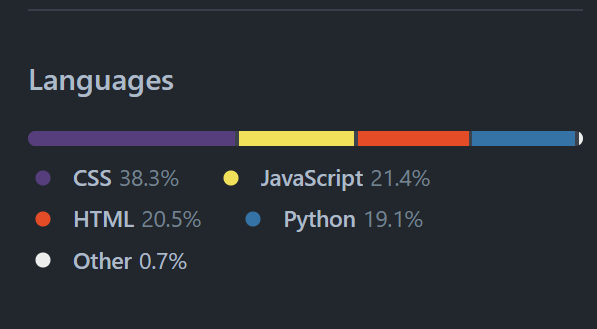 Languages
CSS 38.3% JavaScript 21.4%
HTML 20.5% Python 19.1%
Other 0.7%